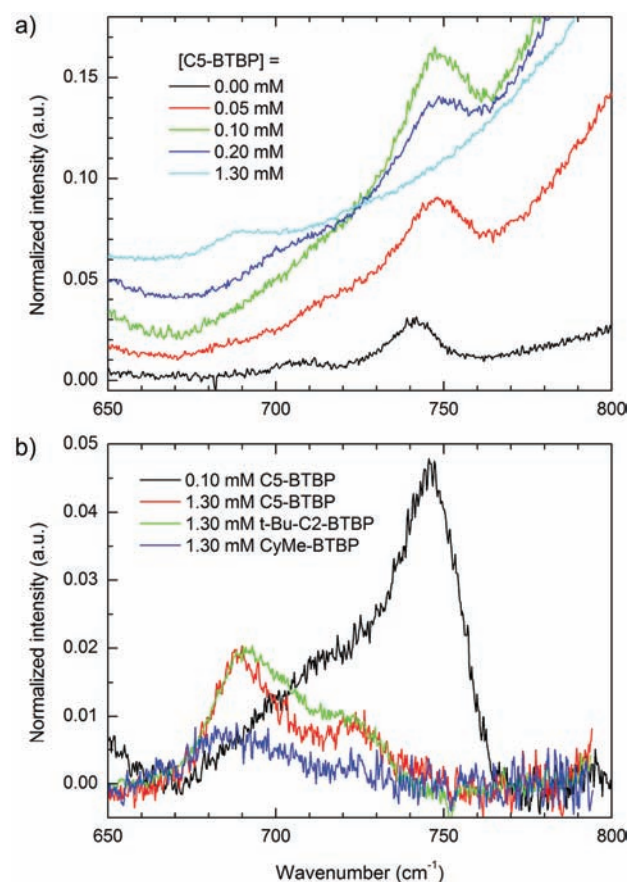 a)
[C5-BTBP] =
0.00 mM
0.05 mM
0.10 mM
0.20 mM
1.30 mM
Normalized intensity (a.u.)
0.15
0.10
0.05
0.00
650 700 750 800
b)
0.10 mM C5-BTBP
1.30 mM C5-BTBP
1.30 mM t-Bu-C2-BTBP
1.30 mM CyMe-BTBP
Normalized intensity (a.u.)
0.05
0.04
0.03
0.02
0.01
0.00
650 700 750 800
Wavenumber (cm⁻¹)